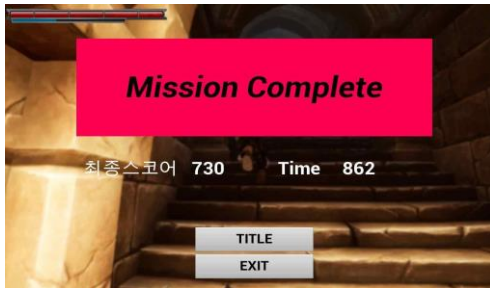 Mission Complete
최종스코어 730 Time 862
TITLE
EXIT